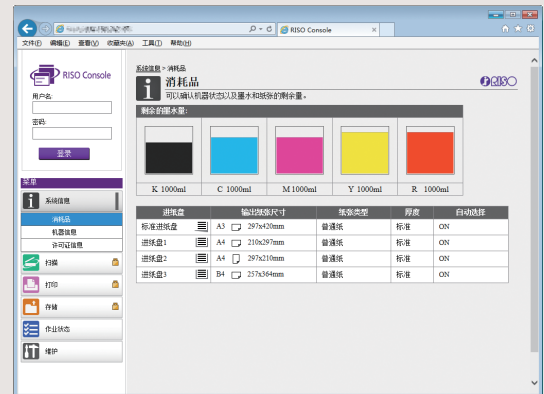 RISO Console
文件(F) 编辑(E) 查看(V) 收藏夹(A) 工具(T) 帮助(H)
RISO Console
用户名:
密码:
登录
菜单
系统信息
消耗品
机器信息
许可证信息
扫描
打印
存储
作业状态
维护
系统信息 > 消耗品
消耗品
可以确认机器状态以及墨水和纸张的剩余量。
RISO
剩余的墨水量:
K 1000ml C 1000ml M 1000ml Y 1000ml R 1000ml
进纸盘 输出纸张尺寸 纸张类型 厚度 自动选择
标准进纸盘 A3 297x420mm 普通纸 标准 ON
进纸盘1 A4 210x297mm 普通纸 标准 ON
进纸盘2 A4 297x210mm 普通纸 标准 ON
进纸盘3 B4 257x364mm 普通纸 标准 ON